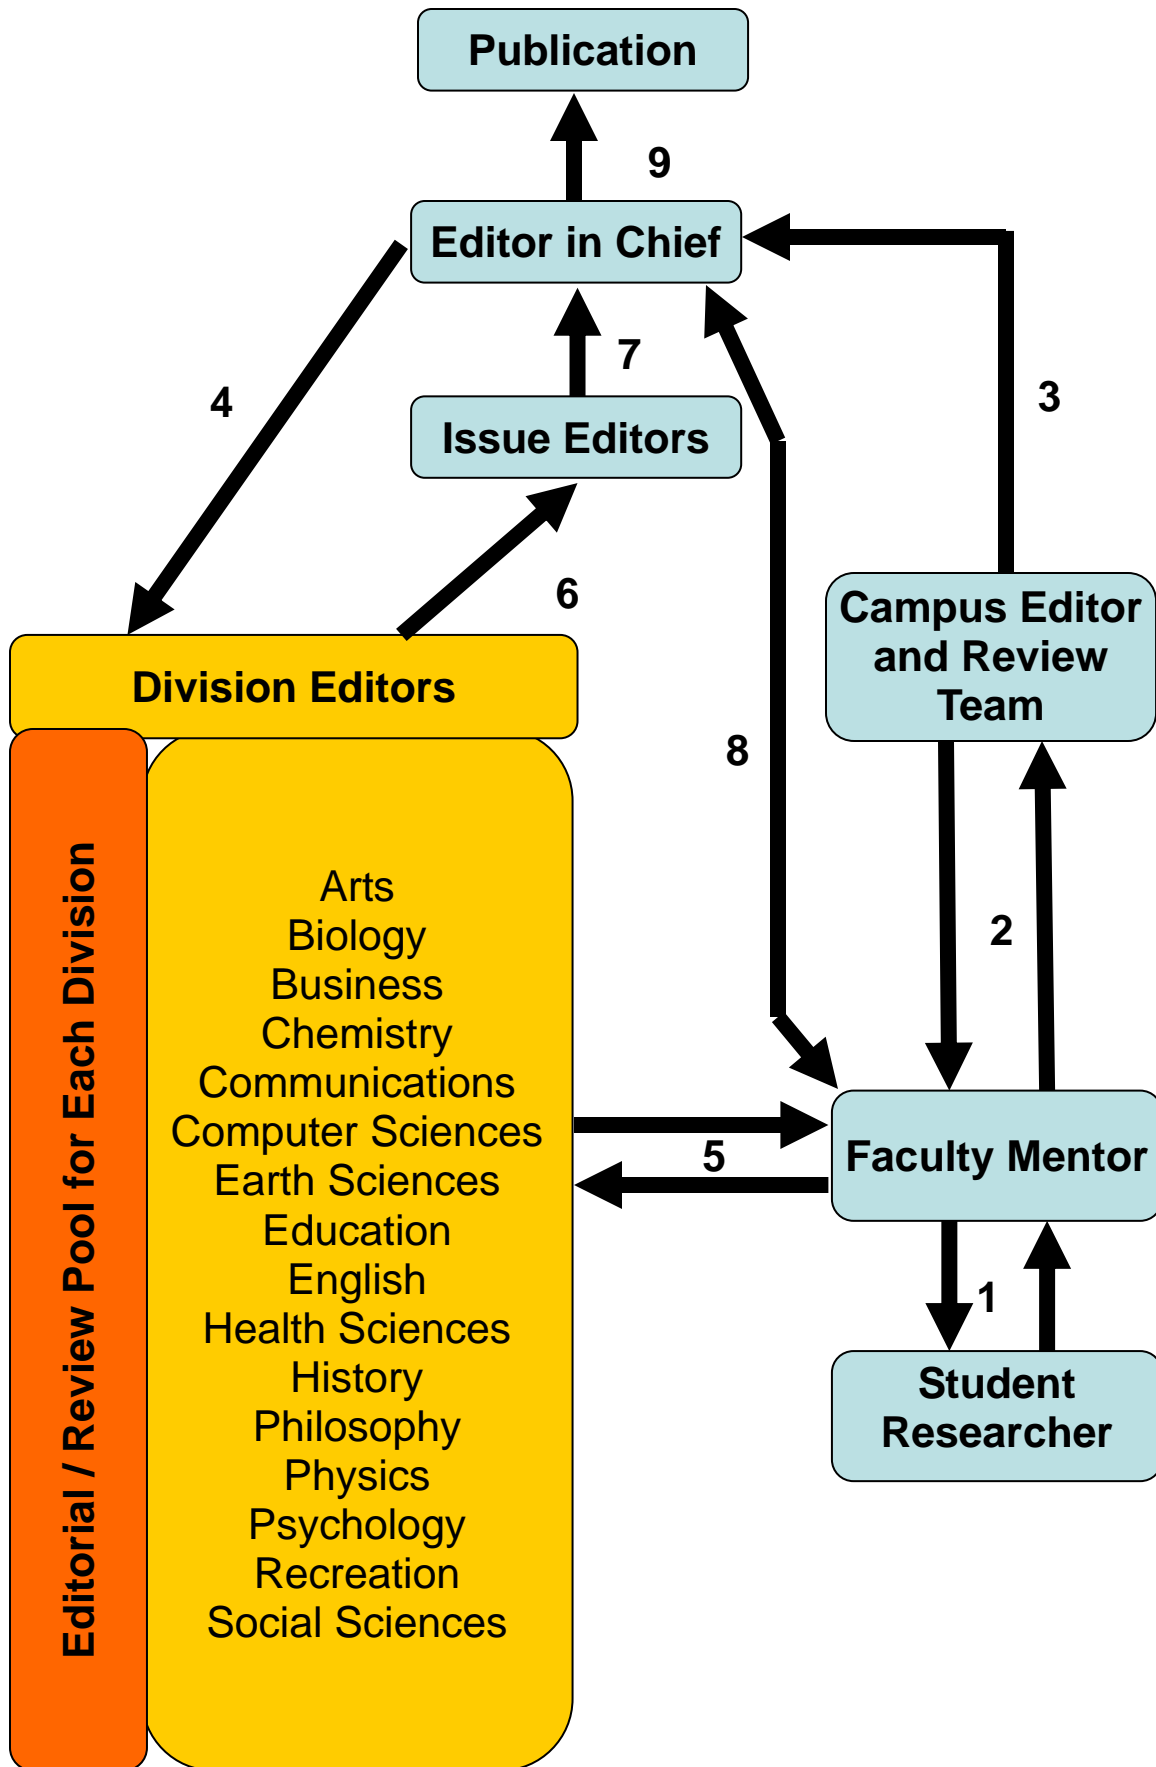 Publication
9
Editor in Chief
4
7
3
Issue Editors
6
Campus Editor
and Review
Team
Division Editors
8
Editorial / Review Pool for Each Division
Arts
Biology
Business
Chemistry
Communications
Computer Sciences
Earth Sciences
Education
English
Health Sciences
History
Philosophy
Physics
Psychology
Recreation
Social Sciences
2
5
Faculty Mentor
1
Student
Researcher